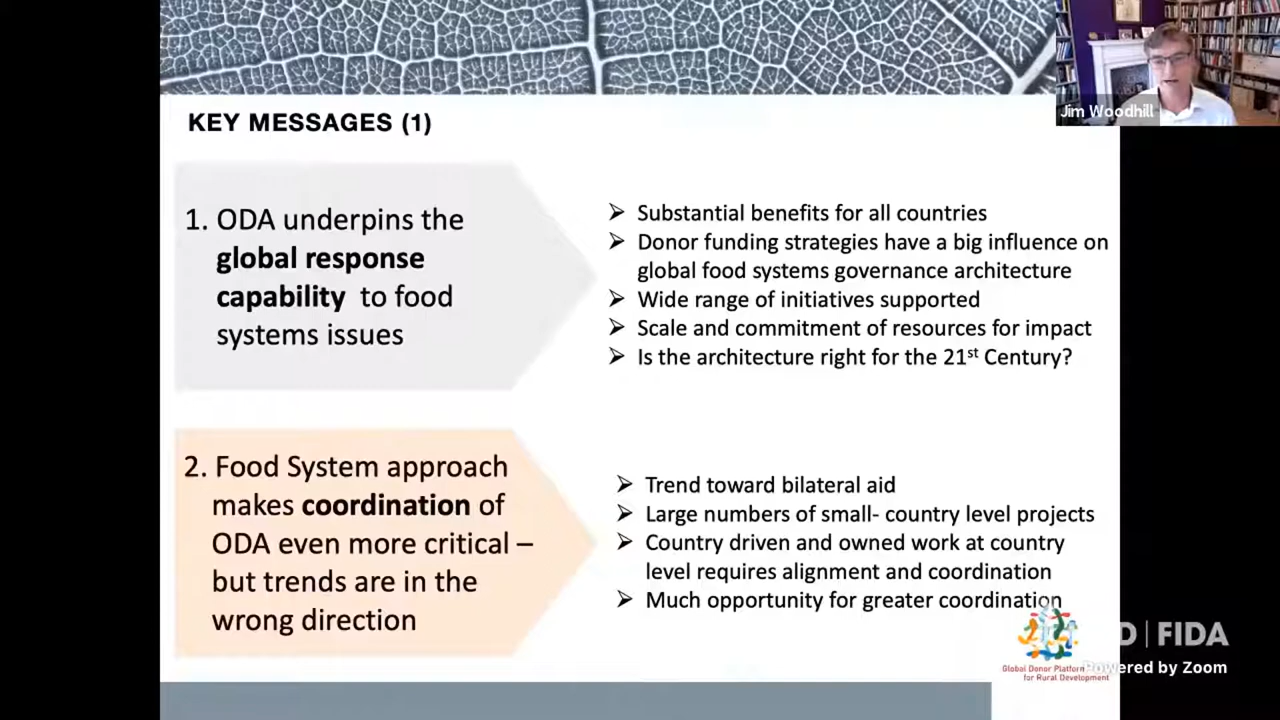 KEY MESSAGES (1)
Jim Woodhill
1. ODA underpins the
global response
capability to food
systems issues
➢ Substantial benefits for all countries
➢ Donor funding strategies have a big influence on
global food systems governance architecture
➢ Wide range of initiatives supported
➢ Scale and commitment of resources for impact
➢ Is the architecture right for the 21st Century?
2. Food System approach
makes coordination of
ODA even more critical –
but trends are in the
wrong direction
➢ Trend toward bilateral aid
➢ Large numbers of small- country level projects
➢ Country driven and owned work at country
level requires alignment and coordination
➢ Much opportunity for greater coordination
FIDA
Global Donor Platform
for Rural Development
Powered by Zoom